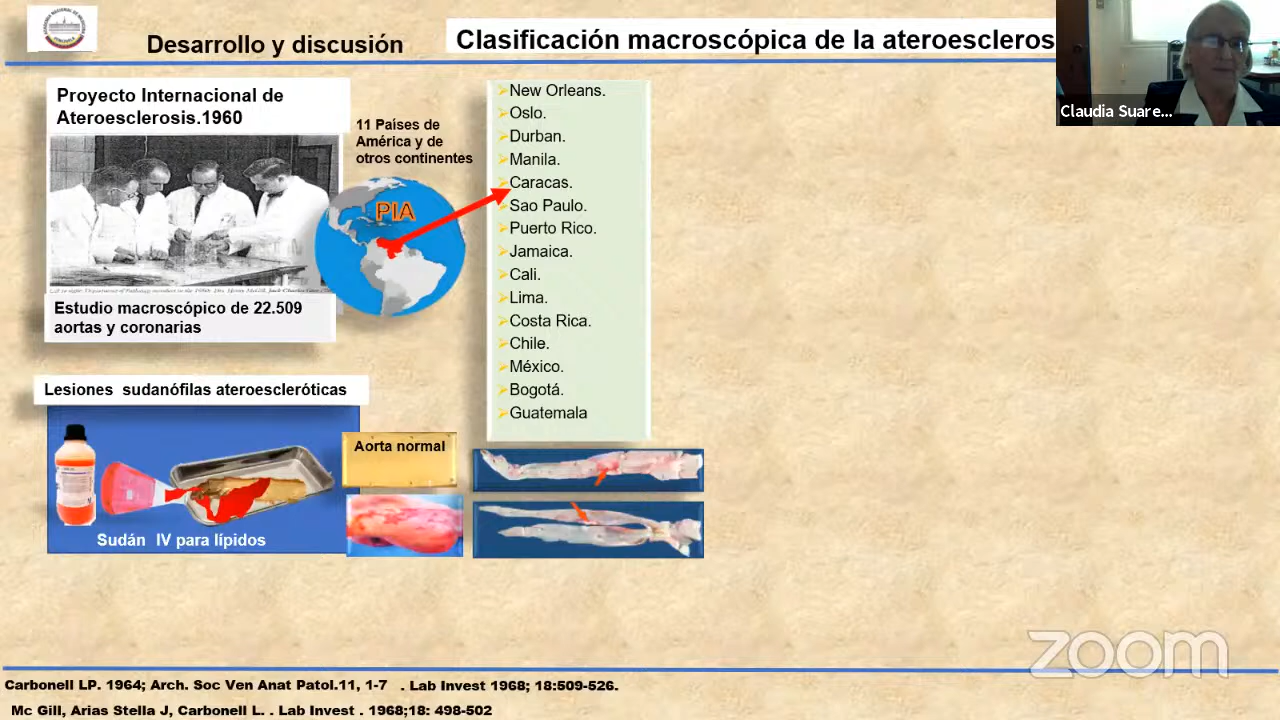 Desarrollo y discusión
Clasificación macroscópica de la ateroescleros
Claudia Suare...
Proyecto Internacional de
Ateroesclerosis.1960
11 Países de
América y de
otros continentes
PIA
Estudio macroscópico de 22.509
aortas y coronarias
New Orleans.
Oslo.
Durban.
Manila.
Caracas.
Sao Paulo.
Puerto Rico.
Jamaica.
Cali.
Lima.
Costa Rica.
Chile.
México.
Bogotá.
Guatemala
Lesiones sudanófilas ateroescleróticas
Aorta normal
Sudán IV para lípidos
zoom
Carbonell LP. 1964; Arch. Soc Ven Anat Patol.11, 1-7 . Lab Invest 1968; 18:509-526.
Mc Gill, Arias Stella J, Carbonell L. . Lab Invest . 1968;18: 498-502